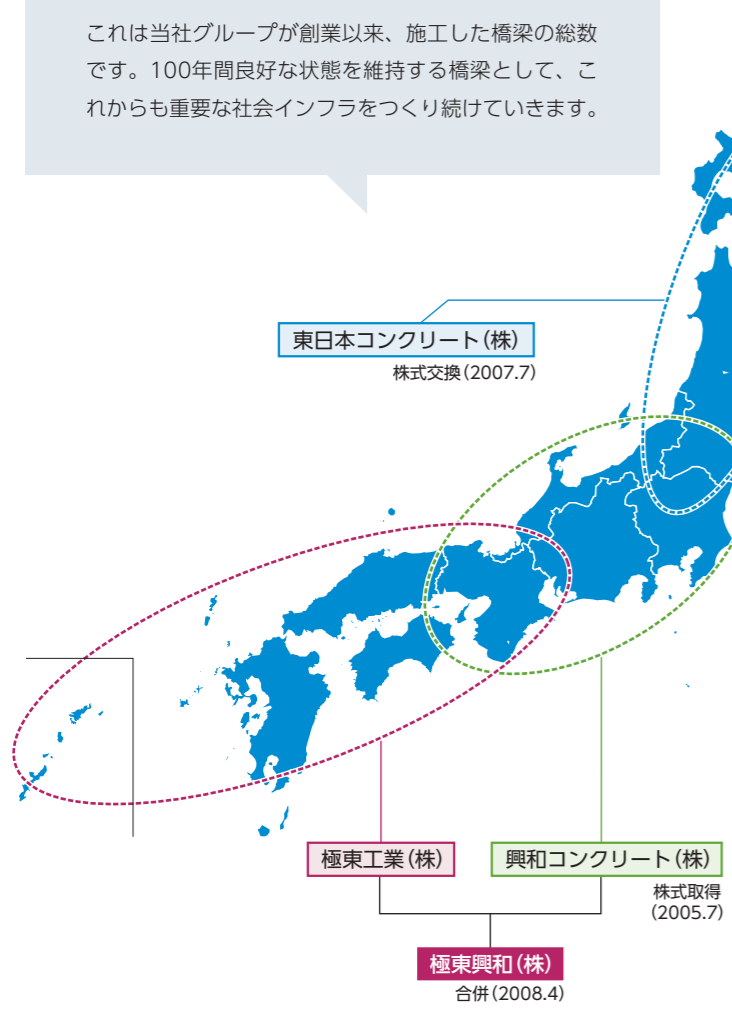 これは当社グループが創業以来、施工した橋梁の総数
です。100年間良好な状態を維持する橋梁として、こ
れからも重要な社会インフラをつくり続けていきます。
東日本コンクリート(株)
株式交換(2007.7)
極東工業(株)
興和コンクリート(株)
株式取得
(2005.7)
極東興和(株)
合併(2008.4)